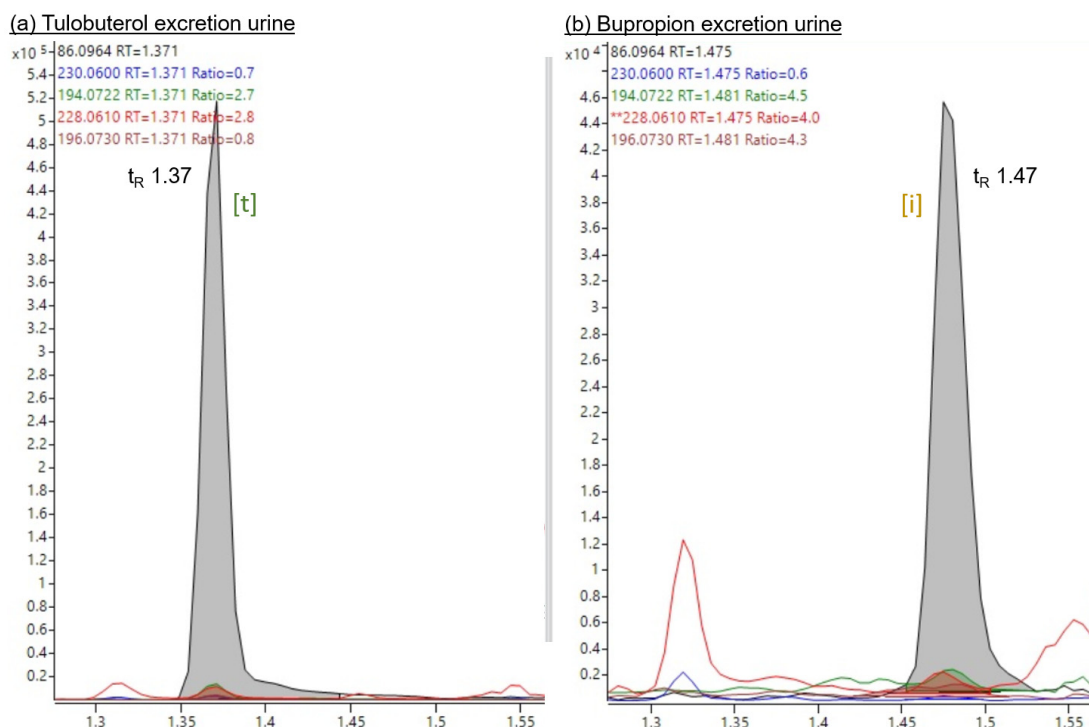 (a) Tulobuterol excretion urine
x10 5
86.0964 RT=1.371
230.0600 RT=1.371 Ratio=0.7
194.0722 RT=1.371 Ratio=2.7
228.0610 RT=1.371 Ratio=2.8
196.0730 RT=1.371 Ratio=0.8
tR 1.37
[t]
5.4
5.2
5
4.8
4.6
4.4
4.2
4
3.8
3.6
3.4
3.2
3
2.8
2.6
2.4
2.2
2
1.8
1.6
1.4
1.2
1
0.8
0.6
0.4
0.2
1.3 1.35 1.4 1.45 1.5 1.55
(b) Bupropion excretion urine
x10 4
86.0964 RT=1.475
230.0600 RT=1.475 Ratio=0.6
194.0722 RT=1.481 Ratio=4.5
**228.0610 RT=1.475 Ratio=4.0
196.0730 RT=1.481 Ratio=4.3
[i]
tR 1.47
4.6
4.4
4.2
4
3.8
3.6
3.4
3.2
3
2.8
2.6
2.4
2.2
2
1.8
1.6
1.4
1.2
1
0.8
0.6
0.4
0.2
1.3 1.35 1.4 1.45 1.5